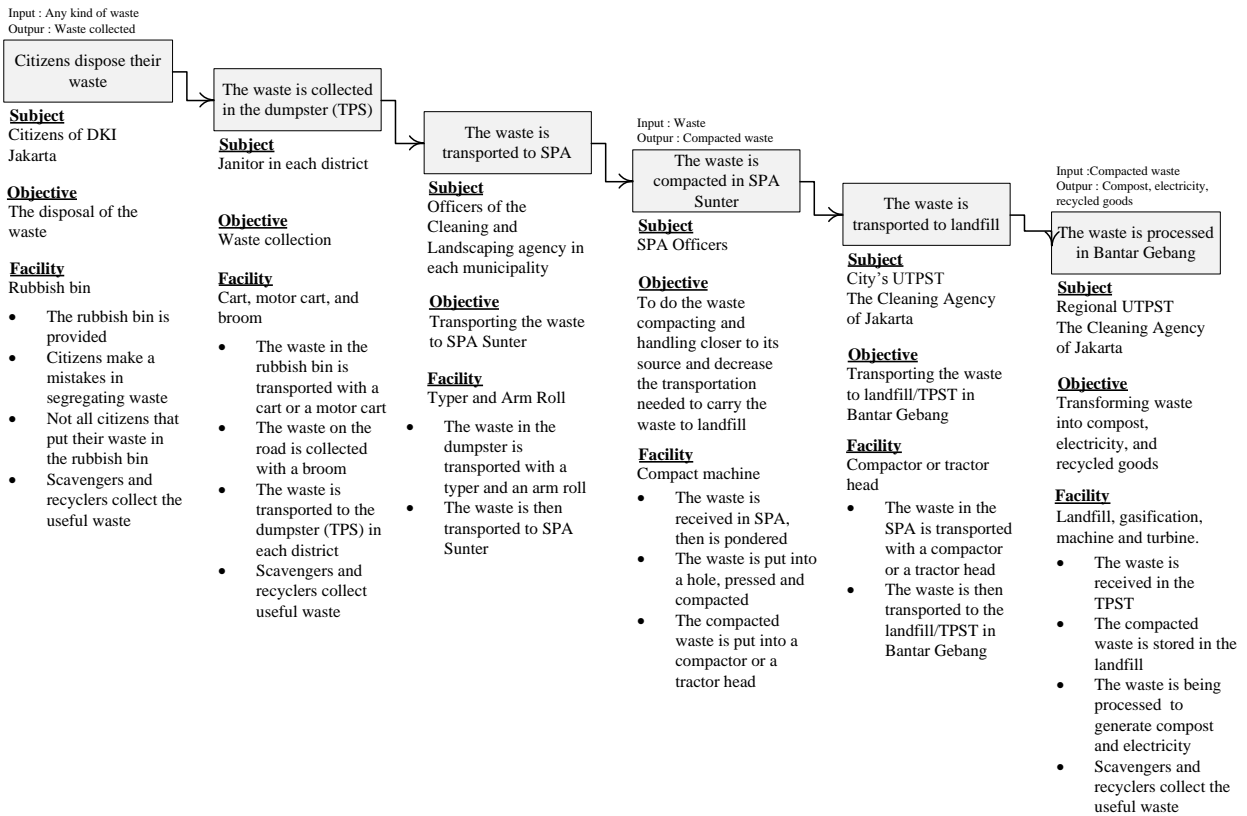 Input : Any kind of waste
Outpur : Waste collected
Citizens dispose their
waste
Subject
Citizens of DKI
Jakarta
Objective
The disposal of the
waste
Facility
Rubbish bin
• The rubbish bin is
provided
• Citizens make a
mistakes in
segregating waste
• Not all citizens that
put their waste in
the rubbish bin
• Scavengers and
recyclers collect the
useful waste
The waste is collected
in the dumpster (TPS)
Subject
Janitor in each district
Objective
Waste collection
Facility
Cart, motor cart, and
broom
• The waste in the
rubbish bin is
transported with a
cart or a motor cart
• The waste on the
road is collected
with a broom
• The waste is
transported to the
dumpster (TPS) in
each district
• Scavengers and
recyclers collect
useful waste
The waste is
transported to SPA
Subject
Officers of the
Cleaning and
Landscaping agency in
each municipality
Objective
Transporting the waste
to SPA Sunter
Facility
Typer and Arm Roll
• The waste in the
dumpster is
transported with a
typer and an arm roll
• The waste is then
transported to SPA
Sunter
Input : Waste
Outpur : Compacted waste
The waste is
compacted in SPA
Sunter
Subject
SPA Officers
Objective
To do the waste
compacting and
handling closer to its
source and decrease
the transportation
needed to carry the
waste to landfill
Facility
Compact machine
• The waste is
received in SPA,
then is pondered
• The waste is put into
a hole, pressed and
compacted
• The compacted
waste is put into a
compactor or a
tractor head
The waste is
transported to landfill
Subject
City’s UTPST
The Cleaning Agency
of Jakarta
Objective
Transporting the waste
to landfill/TPST in
Bantar Gebang
Facility
Compactor or tractor
head
• The waste in the
SPA is transported
with a compactor
or a tractor head
• The waste is then
transported to the
landfill/TPST in
Bantar Gebang
Input :Compacted waste
Outpur : Compost, electricity,
recycled goods
The waste is processed
in Bantar Gebang
Subject
Regional UTPST
The Cleaning Agency
of Jakarta
Objective
Transforming waste
into compost,
electricity, and
recycled goods
Facility
Landfill, gasification,
machine and turbine.
• The waste is
received in the
TPST
• The compacted
waste is stored in the
landfill
• The waste is being
processed to
generate compost
and electricity
• Scavengers and
recyclers collect the
useful waste